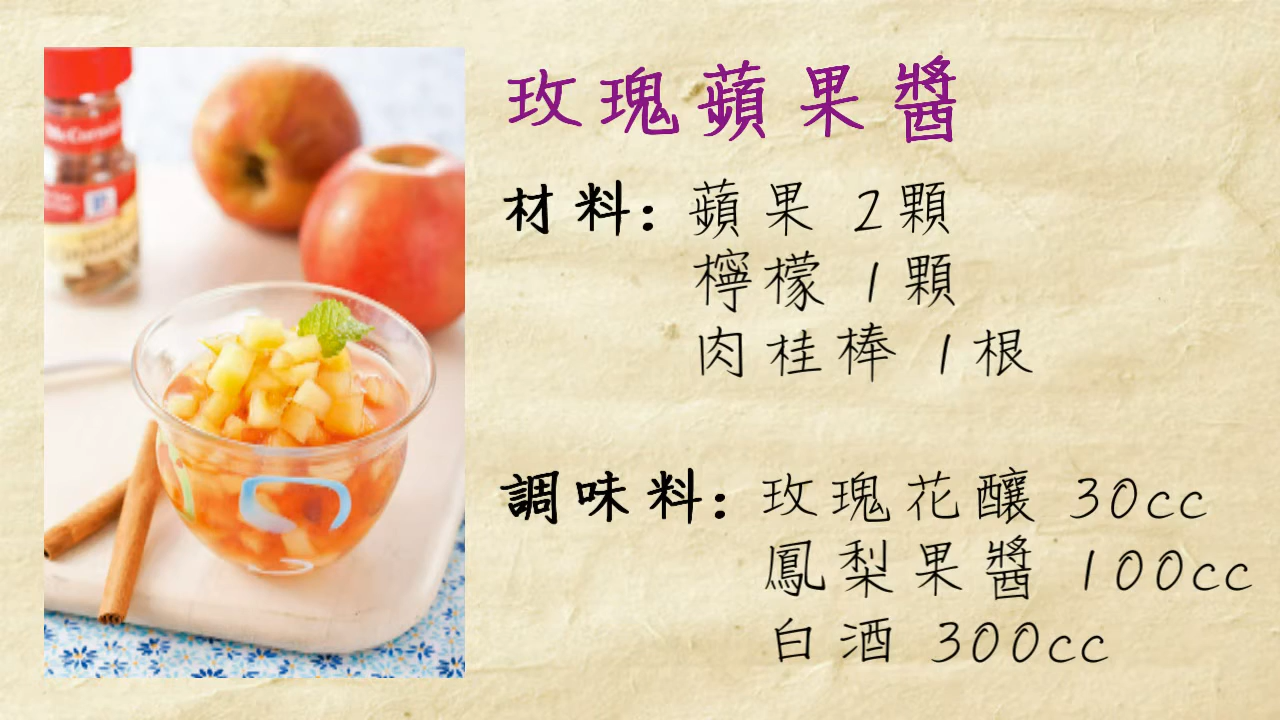 玫瑰蘋果醬
材料:蘋果 2顆
檸檬 1顆
肉桂棒 1根
調味料:玫瑰花釀 30cc
鳳梨果醬 100cc
白酒 300cc